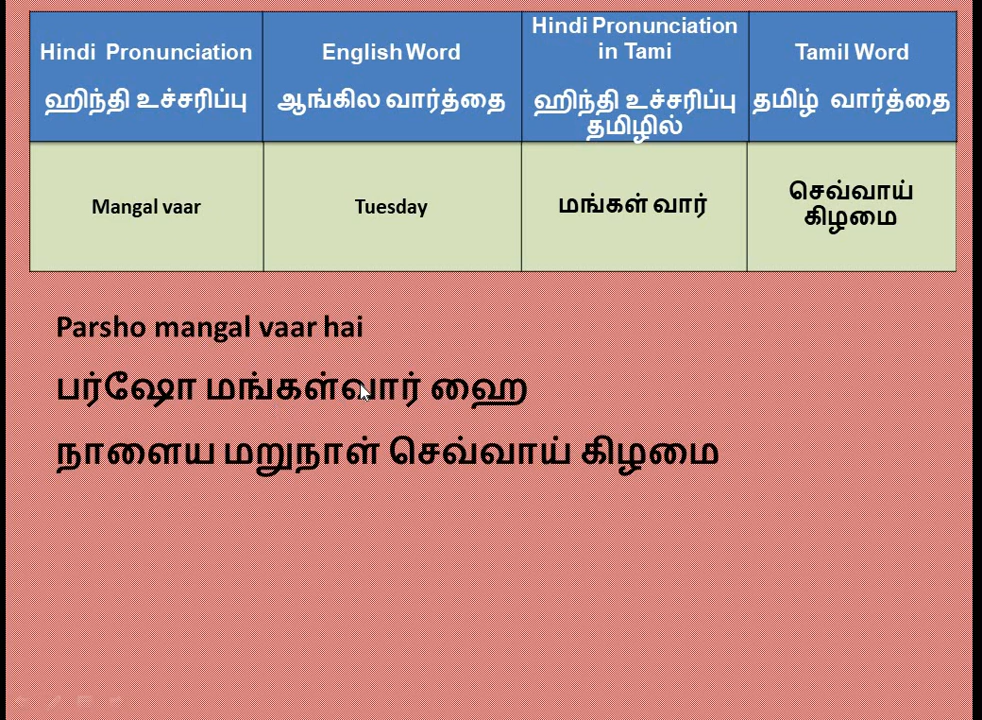 Hindi Pronunciation
ஹிந்தி உச்சரிப்பு
English Word
ஆங்கில வார்த்தை
Hindi Pronunciation
in Tami
ஹிந்தி உச்சரிப்பு
தமிழில்
Tamil Word
தமிழ் வார்த்தை
Mangal vaar
Tuesday
மங்கள் வார்
செவ்வாய்
கிழமை
Parsho mangal vaar hai
பர்ஷோ மங்கள்வார் ஹை
நாளைய மறுநாள் செவ்வாய் கிழமை